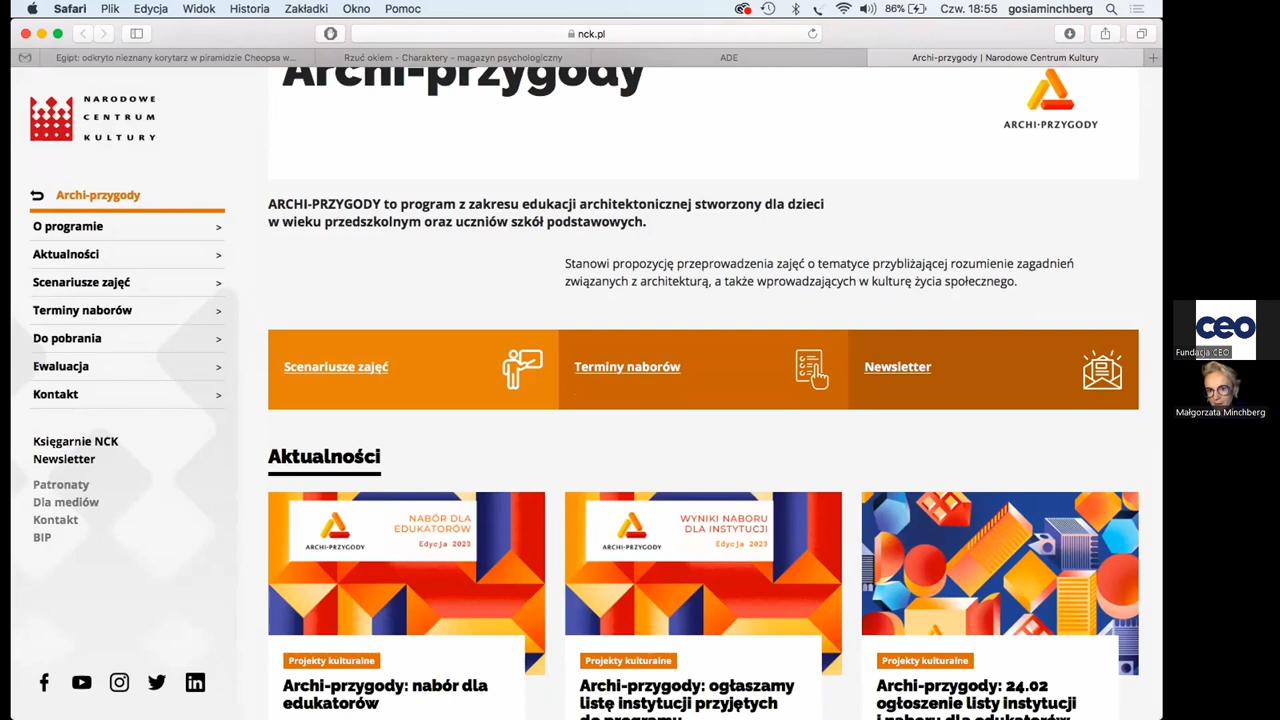 Safari Plik Edycja Widok Historia Zakładki Okno Pomoc 86% Czw. 18:55 gosiaminchberg
nck.pl
Egipt: odkryto nieznany korytarz w piramidzie Cheopsa w... Rzuć okiem - Charaktery - magazyn psychologiczny ADE Archi-przygody | Narodowe Centrum Kultury
Archi-przygody
NARODOWE
CENTRUM
KULTURY
ARCHI-PRZYGODY
Archi-przygody
O programie >
Aktualności >
Scenariusze zajęć >
Terminy naborów >
Do pobrania >
Ewaluacja >
Kontakt >
Księgarnie NCK
Newsletter
Patronaty
Dla mediów
Kontakt
BIP
ARCHI-PRZYGODY to program z zakresu edukacji architektonicznej stworzony dla dzieci
w wieku przedszkolnym oraz uczniów szkół podstawowych.
Stanowi propozycję przeprowadzenia zajęć o tematyce przybliżającej rozumienie zagadnień
związanych z architekturą, a także wprowadzających w kulturę życia społecznego.
Scenariusze zajęć
Terminy naborów
Newsletter
Aktualności
NABÓR DLA
EDUKATORÓW
Edycja 2023
ARCHI-PRZYGODY
Projekty kulturalne
Archi-przygody: nabór dla
edukatorów
WYNIKI NABORU
DLA INSTYTUCJI
Edycja 2023
ARCHI-PRZYGODY
Projekty kulturalne
Archi-przygody: ogłaszamy
listę instytucji przyjętych
do programu
Projekty kulturalne
Archi-przygody: 24.02
ogłoszenie listy instytucji
i naboru dla edukatorów
ceo
Fundacja CEO
Małgorzata Minchberg